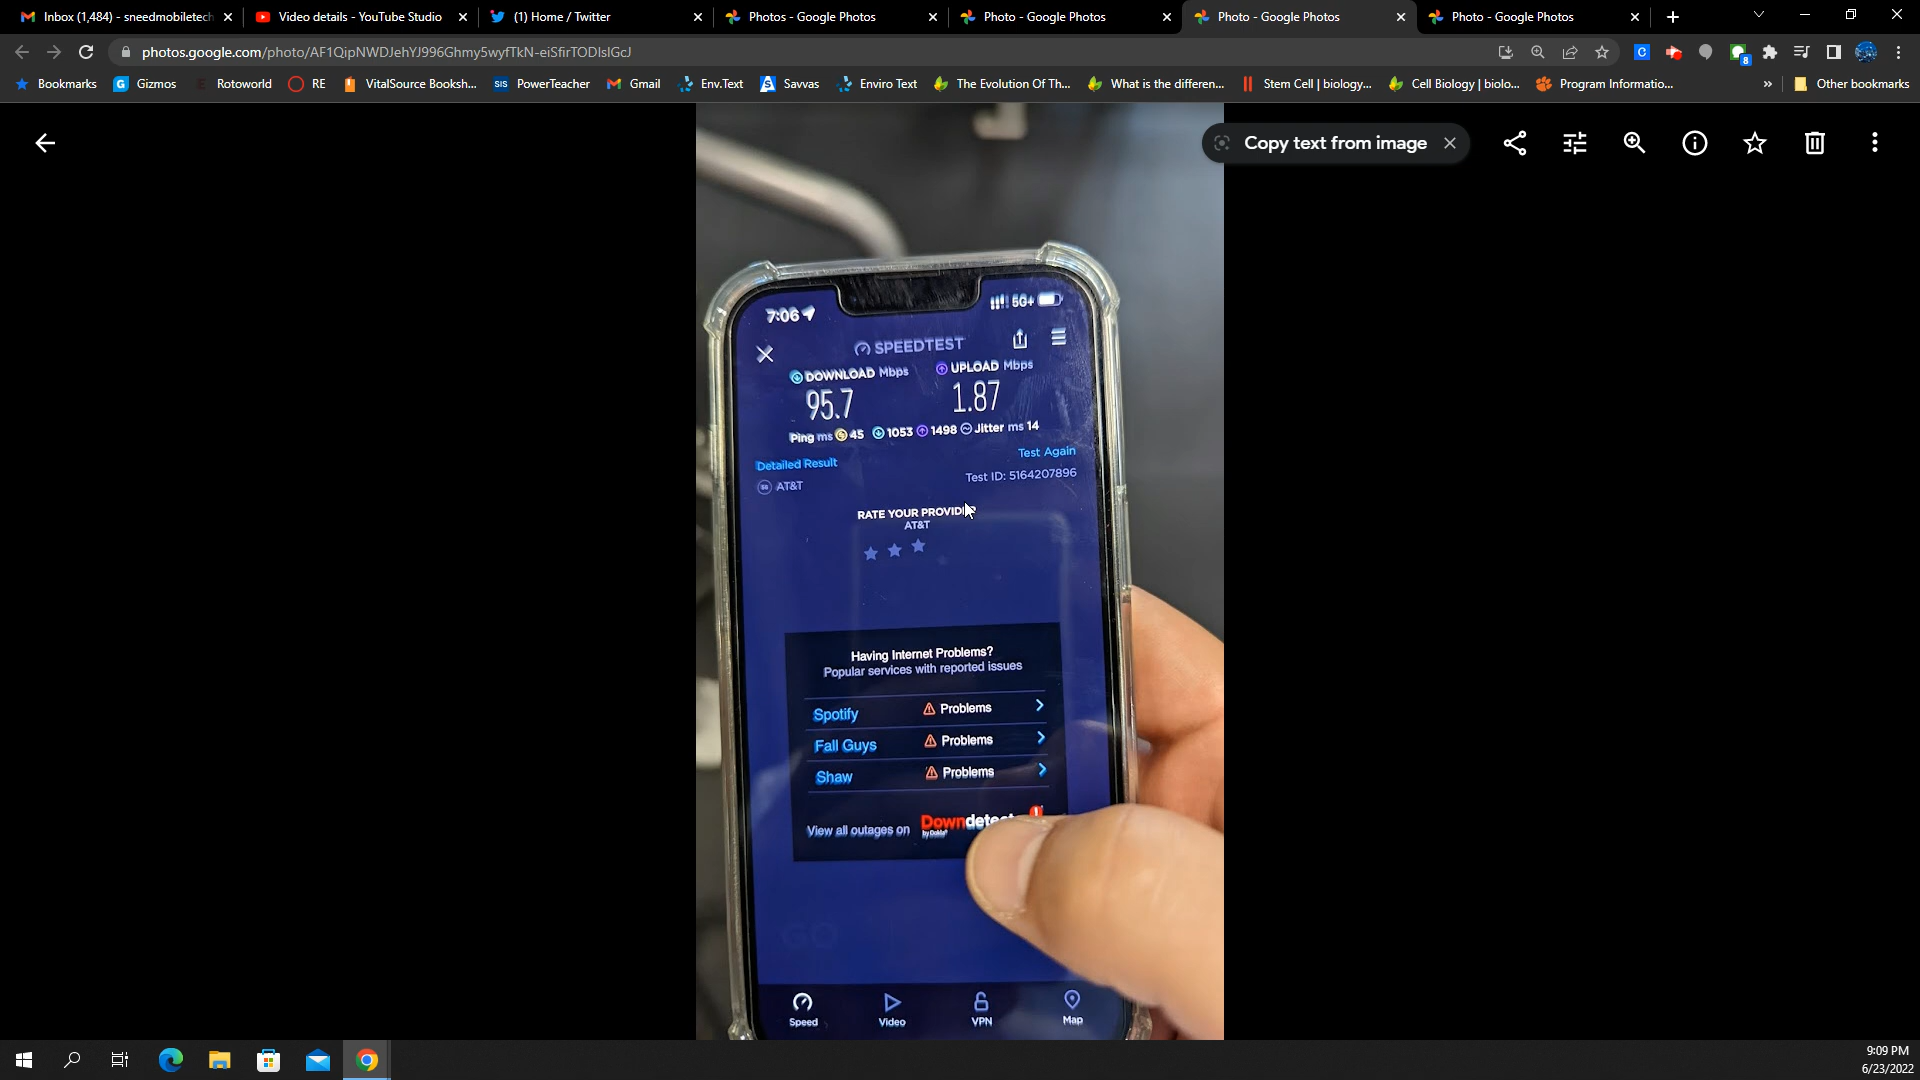 Inbox (1,484) - sneedmobiletech
Video details - YouTube Studio
(1) Home / Twitter
Photos - Google Photos
Photo - Google Photos
Photo - Google Photos
Photo - Google Photos
photos.google.com/photo/AF1QipNWDJehYJ996Ghmy5wyfTkN-eiSfirTODIsIGcJ
Bookmarks
Gizmos
Rotoworld
RE
VitalSource Booksh...
SIS PowerTeacher
Gmail
Env.Text
Savvas
Enviro Text
The Evolution Of Th...
What is the differen...
Stem Cell | biology...
Cell Biology | biolo...
Program Informatio...
Other bookmarks
Copy text from image
7:06
5G+
SPEEDTEST
DOWNLOAD Mbps
UPLOAD Mbps
95.7
1.87
Ping ms 45 1053 1498 Jitter ms 14
Detailed Result
Test Again
AT&T
Test ID: 5164207896
RATE YOUR PROVID
AT&T
Having Internet Problems?
Popular services with reported issues
Spotify Problems
Fall Guys Problems
Shaw Problems
View all outages on Downdetect
GO
Speed
Video
VPN
Map
9:09 PM
6/23/2022